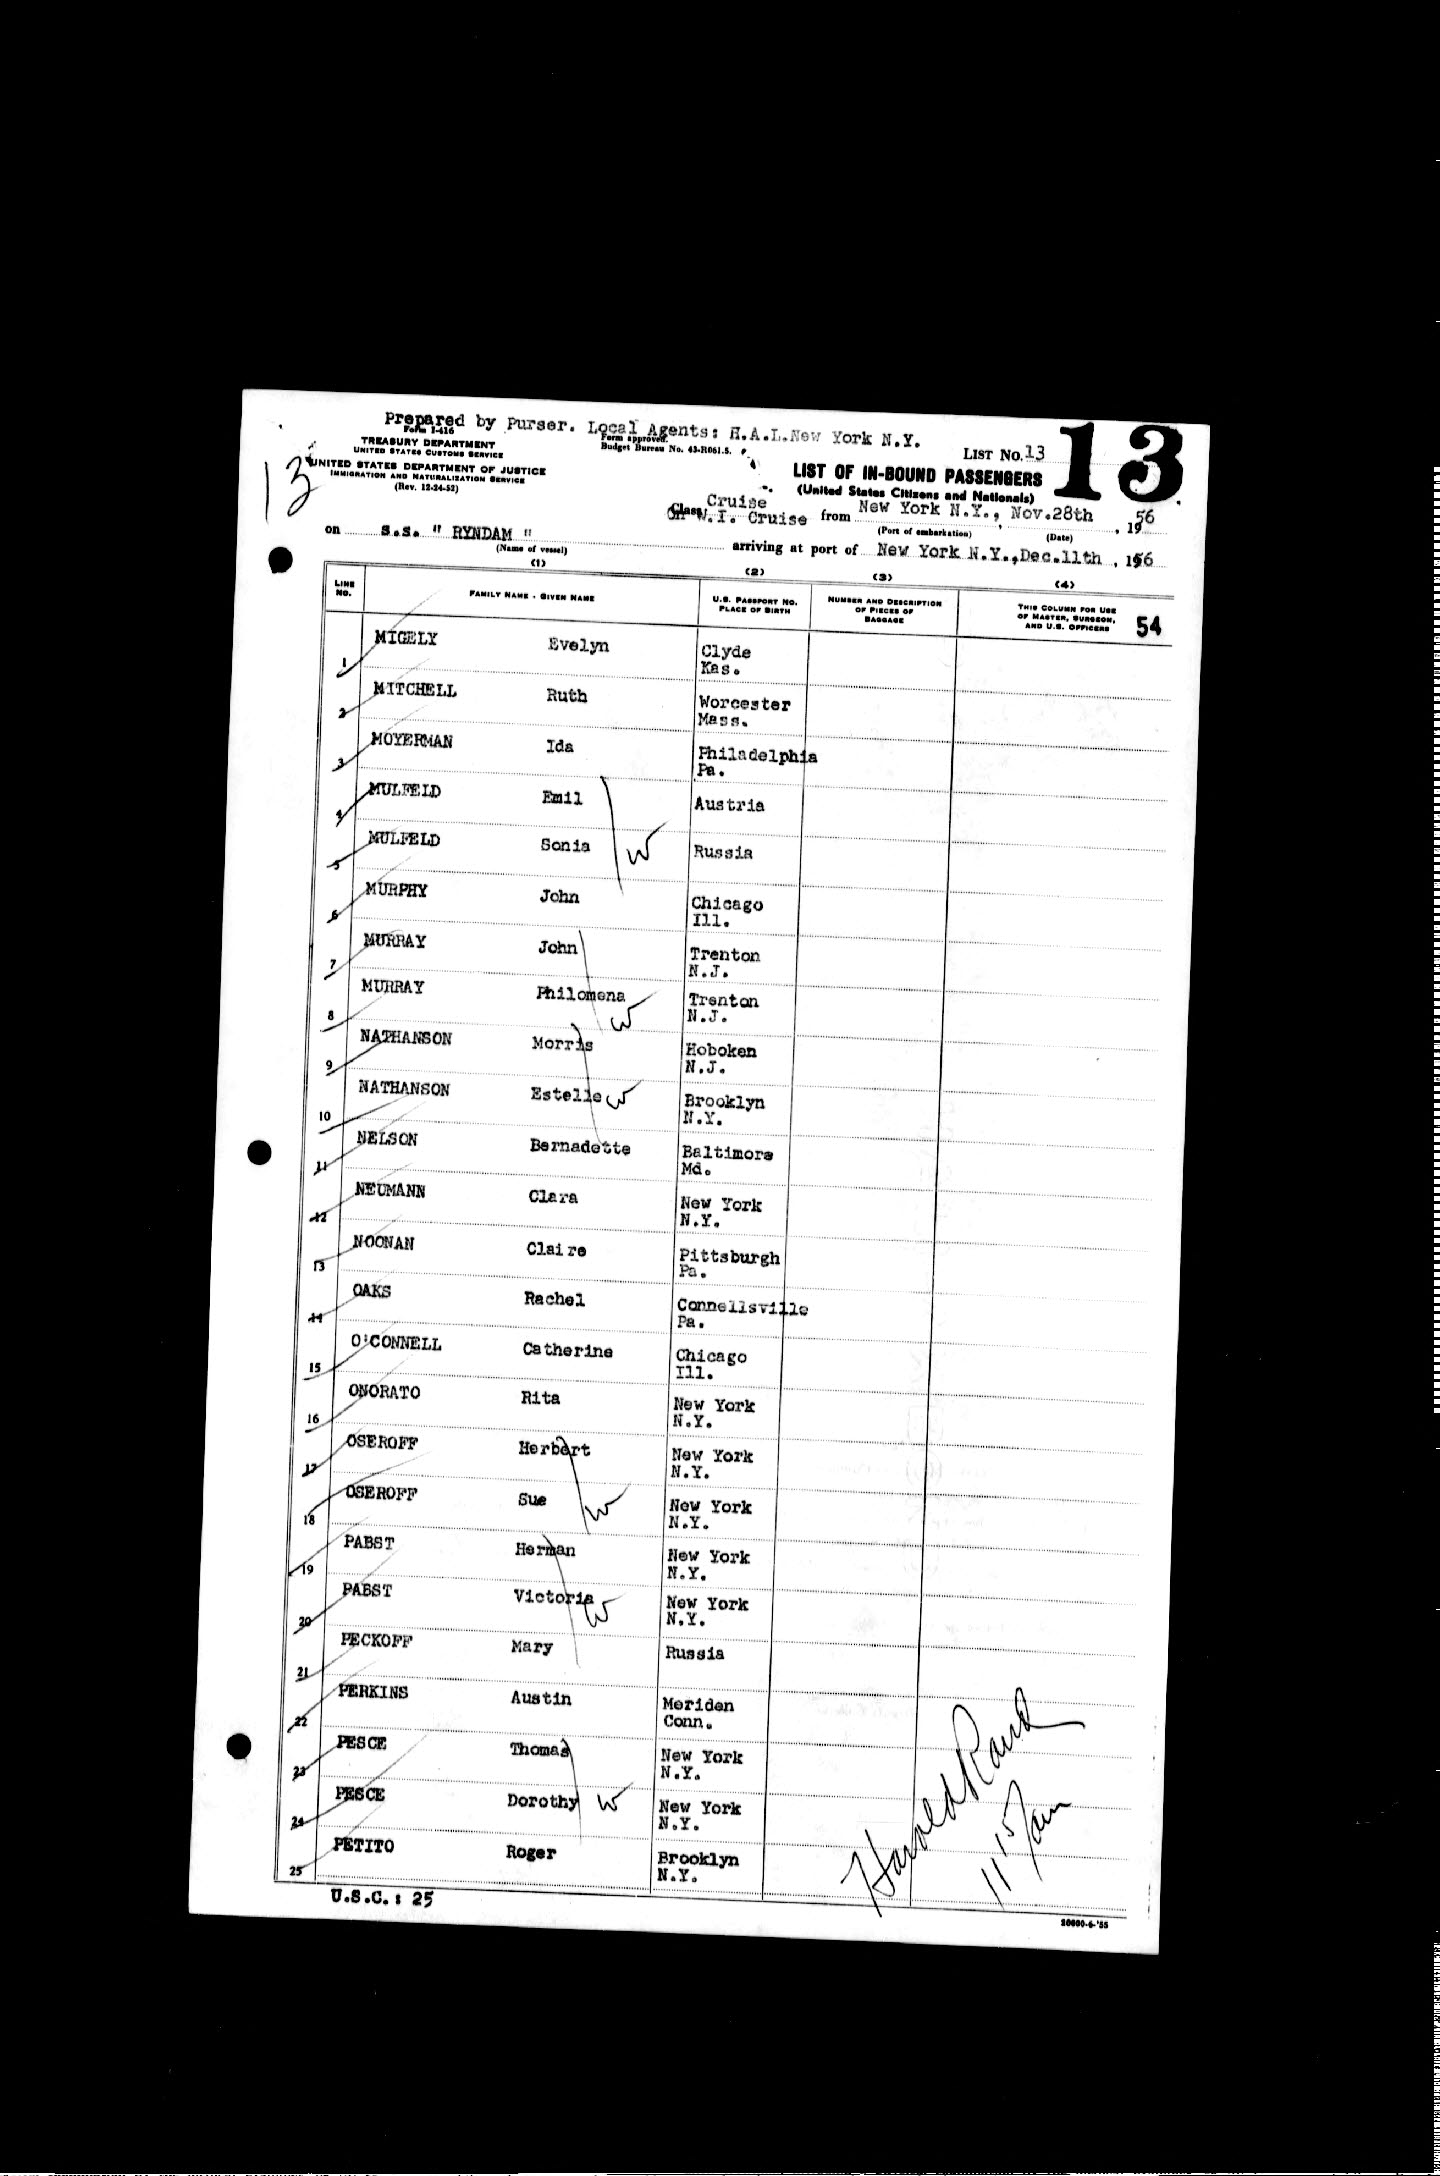 Prepared by Purser. Local Agents: H.A.L. New York N.Y.
Form I-416
TREASURY DEPARTMENT
UNITED STATES CUSTOMS SERVICE
UNITED STATES DEPARTMENT OF JUSTICE
IMMIGRATION AND NATURALIZATION SERVICE
(Rev. 12-24-52)
Form approved.
Budget Bureau No. 43-R061.5.
LIST No. 13
13
13
LIST OF IN-BOUND PASSENGERS
(United States Citizens and Nationals)
Class Cruise
On W.I. Cruise from New York N.Y., Nov.28th , 1956
(Port of embarkation) (Date)
on S.S. " RYNDAM " arriving at port of New York N.Y., Dec.11th , 1956
(Name of vessel)
(1) (2) (3) (4)
LINE NO. FAMILY NAME - GIVEN NAME U.S. PASSPORT NO. PLACE OF BIRTH NUMBER AND DESCRIPTION OF PIECES OF BAGGAGE THIS COLUMN FOR USE OF MASTER, SURGEON, AND U.S. OFFICERS 54
1 MIGELY Evelyn Clyde Kas.
2 MITCHELL Ruth Worcester Mass.
3 MOYERMAN Ida Philadelphia Pa.
4 MULFELD Emil Austria
5 MULFELD Sonia W Russia
6 MURPHY John Chicago Ill.
7 MURRAY John Trenton N.J.
8 MURRAY Philomena W Trenton N.J.
9 NATHANSON Morris Hoboken N.J.
10 NATHANSON Estelle W Brooklyn N.Y.
11 NELSON Bernadette Baltimore Md.
12 NEUMANN Clara New York N.Y.
13 NOONAN Claire Pittsburgh Pa.
14 OAKS Rachel Connellsville Pa.
15 O'CONNELL Catherine Chicago Ill.
16 ONORATO Rita New York N.Y.
17 OSEROFF Herbert New York N.Y.
18 OSEROFF Sue W New York N.Y.
19 PABST Herman New York N.Y.
20 PABST Victoria W New York N.Y.
21 PECKOFF Mary Russia
22 PERKINS Austin Meriden Conn.
23 PESCE Thomas New York N.Y.
24 PESCE Dorothy W New York N.Y.
25 PETITO Roger Brooklyn N.Y.
U.S.C. : 25
Harold Rand
11 15/am
20000-6-'55